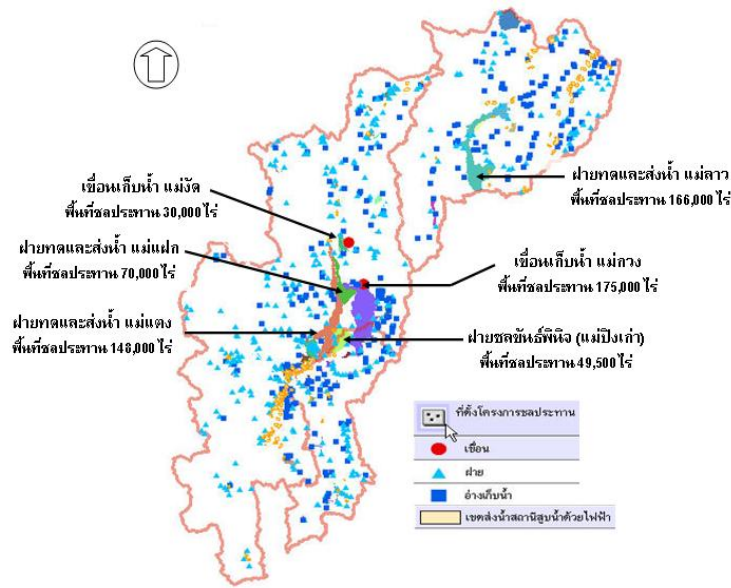 เขื่อนเก็บน้ำ แม่งัด
พื้นที่ชลประทาน 30,000 ไร่
ฝายทดและส่งน้ำ แม่แฝก
พื้นที่ชลประทาน 70,000 ไร่
ฝายทดและส่งน้ำ แม่แตง
พื้นที่ชลประทาน 148,000 ไร่
ฝายทดและส่งน้ำ แม่ลาว
พื้นที่ชลประทาน 166,000 ไร่
เขื่อนเก็บน้ำ แม่กวง
พื้นที่ชลประทาน 175,000 ไร่
ฝายชลขันธ์พินิจ (แม่ปิงเก่า)
พื้นที่ชลประทาน 49,500 ไร่
ที่ตั้งโครงการชลประทาน
เขื่อน
ฝาย
อ่างเก็บน้ำ
เขตส่งน้ำสถานีสูบน้ำด้วยไฟฟ้า